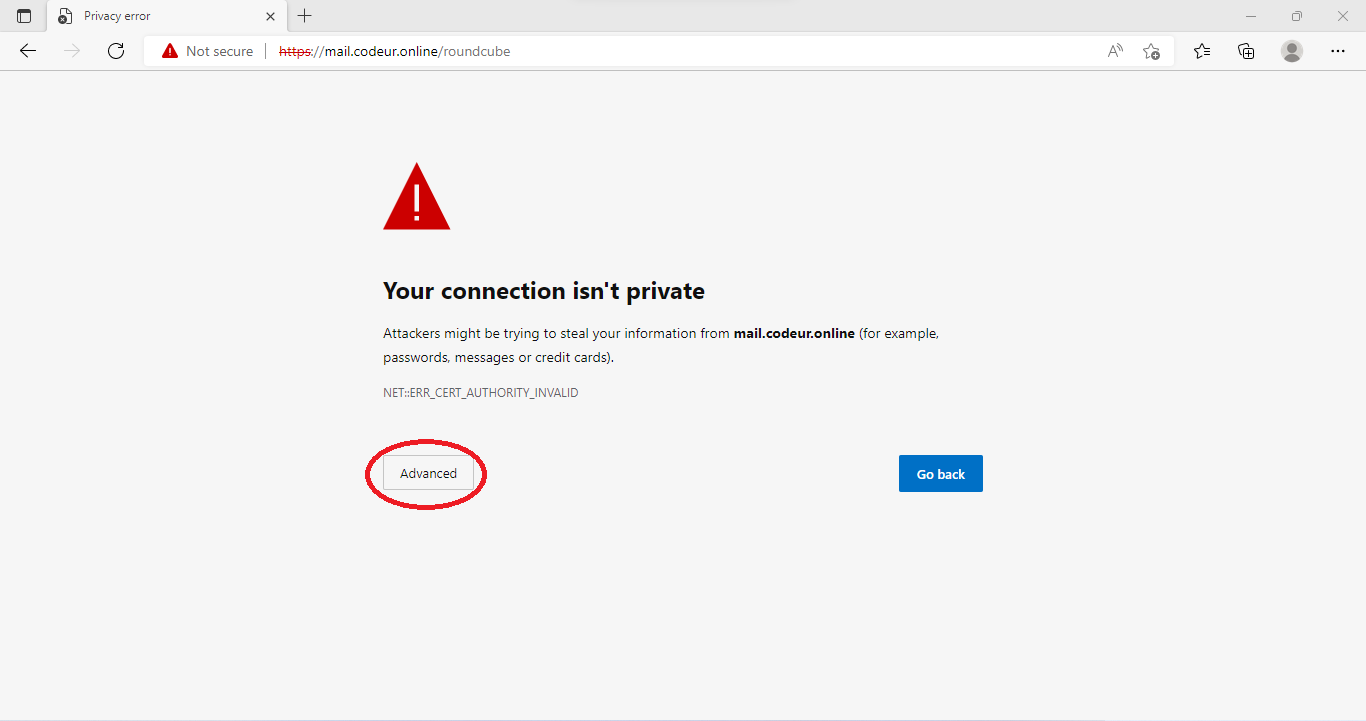 Privacy error
Not secure
https://mail.codeur.online/roundcube
Your connection isn't private
Attackers might be trying to steal your information from mail.codeur.online (for example,
passwords, messages or credit cards).
NET::ERR_CERT_AUTHORITY_INVALID
Advanced
Go back